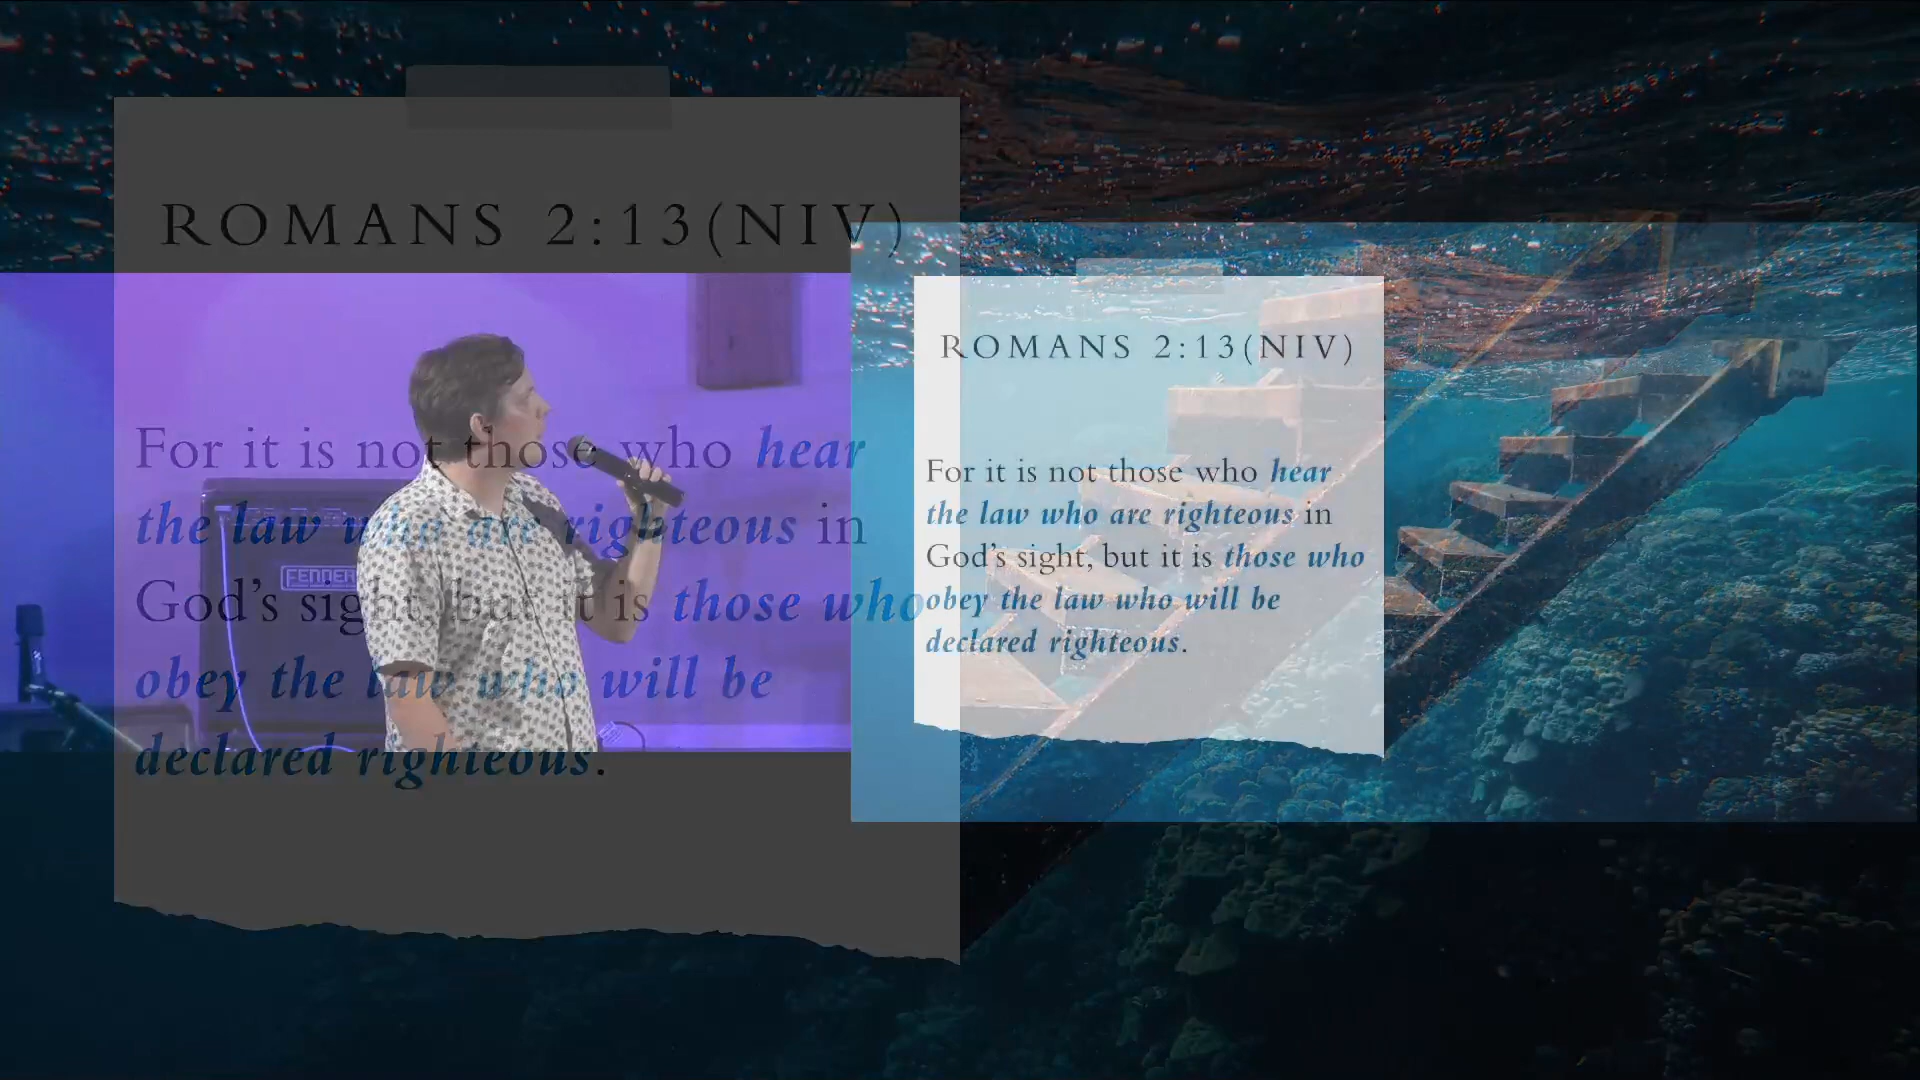 ROMANS 2:13(NIV)
For it is not those who hear
the law who are righteous in
God's sight, but it is those who
obey the law who will be
declared righteous.
FENDER
ROMANS 2:13(NIV)
For it is not those who hear
the law who are righteous in
God's sight, but it is those who
obey the law who will be
declared righteous.